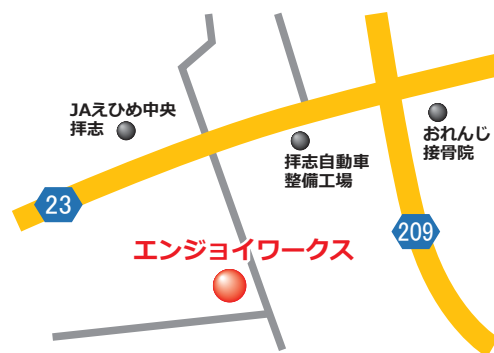 JAえひめ中央
拝志
おれんじ
接骨院
拝志自動車
整備工場
23
209
エンジョイワークス